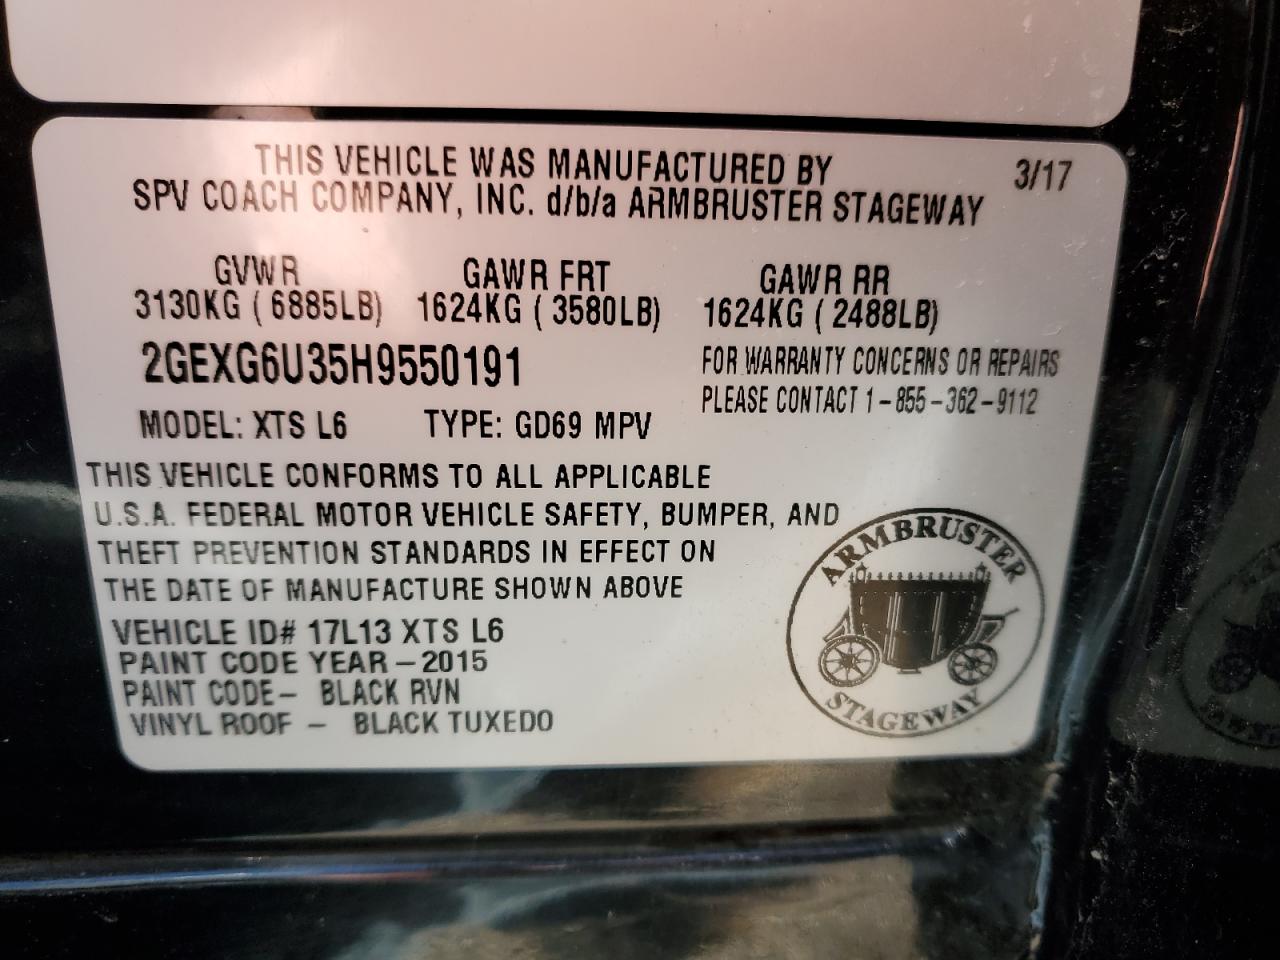 THIS VEHICLE WAS MANUFACTURED BY 3/17
SPV COACH COMPANY, INC. d/b/a ARMBRUSTER STAGEWAY
GVWR GAWR FRT GAWR RR
3130KG ( 6885LB) 1624KG ( 3580LB) 1624KG ( 2488LB)
2GEXG6U35H9550191
FOR WARRANTY CONCERNS OR REPAIRS
PLEASE CONTACT 1-855-362-9112
MODEL: XTS L6 TYPE: GD69 MPV
THIS VEHICLE CONFORMS TO ALL APPLICABLE
U.S.A. FEDERAL MOTOR VEHICLE SAFETY, BUMPER, AND
THEFT PREVENTION STANDARDS IN EFFECT ON
THE DATE OF MANUFACTURE SHOWN ABOVE
VEHICLE ID# 17L13 XTS L6
PAINT CODE YEAR-2015
PAINT CODE- BLACK RVN
VINYL ROOF - BLACK TUXEDO
ARMBRUSTER
STAGEWAY